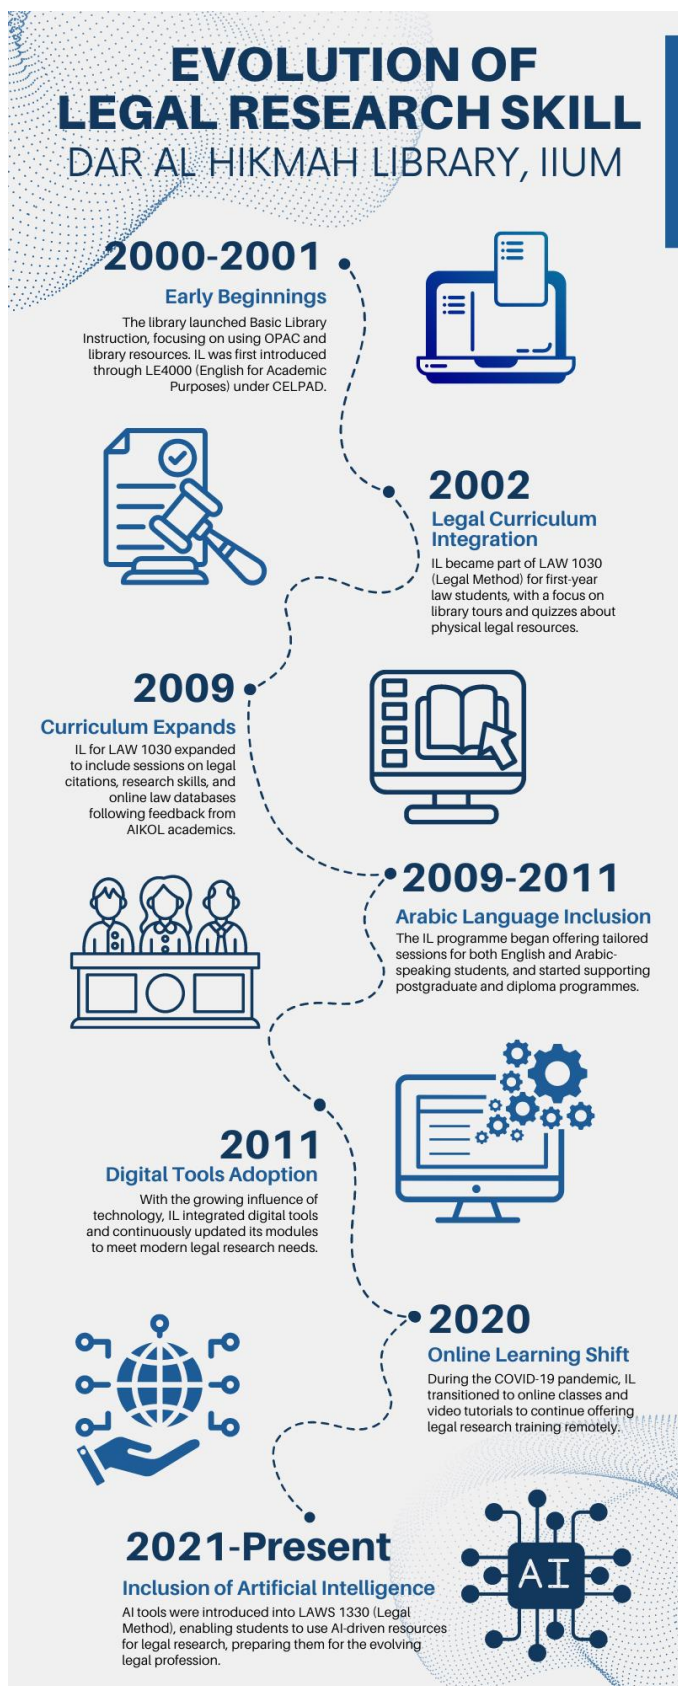 EVOLUTION OF
LEGAL RESEARCH SKILL
DAR AL HIKMAH LIBRARY, IIUM
2000-2001
Early Beginnings
The library launched Basic Library
Instruction, focusing on using OPAC and
library resources. IL was first introduced
through LE4000 (English for Academic
Purposes) under CELPAD.
2002
Legal Curriculum
Integration
IL became part of LAW 1030
(Legal Method) for first-year
law students, with a focus on
library tours and quizzes about
physical legal resources.
2009
Curriculum Expands
IL for LAW 1030 expanded
to include sessions on legal
citations, research skills, and
online law databases
following feedback from
AIKOL academics.
2009-2011
Arabic Language Inclusion
The IL programme began offering tailored
sessions for both English and Arabic-
speaking students, and started supporting
postgraduate and diploma programmes.
2011
Digital Tools Adoption
With the growing influence of
technology, IL integrated digital tools
and continuously updated its modules
to meet modern legal research needs.
2020
Online Learning Shift
During the COVID-19 pandemic, IL
transitioned to online classes and
video tutorials to continue offering
legal research training remotely.
2021-Present
Inclusion of Artificial Intelligence
AI tools were introduced into LAWS 1330 (Legal
Method), enabling students to use AI-driven resources
for legal research, preparing them for the evolving
legal profession.
AI